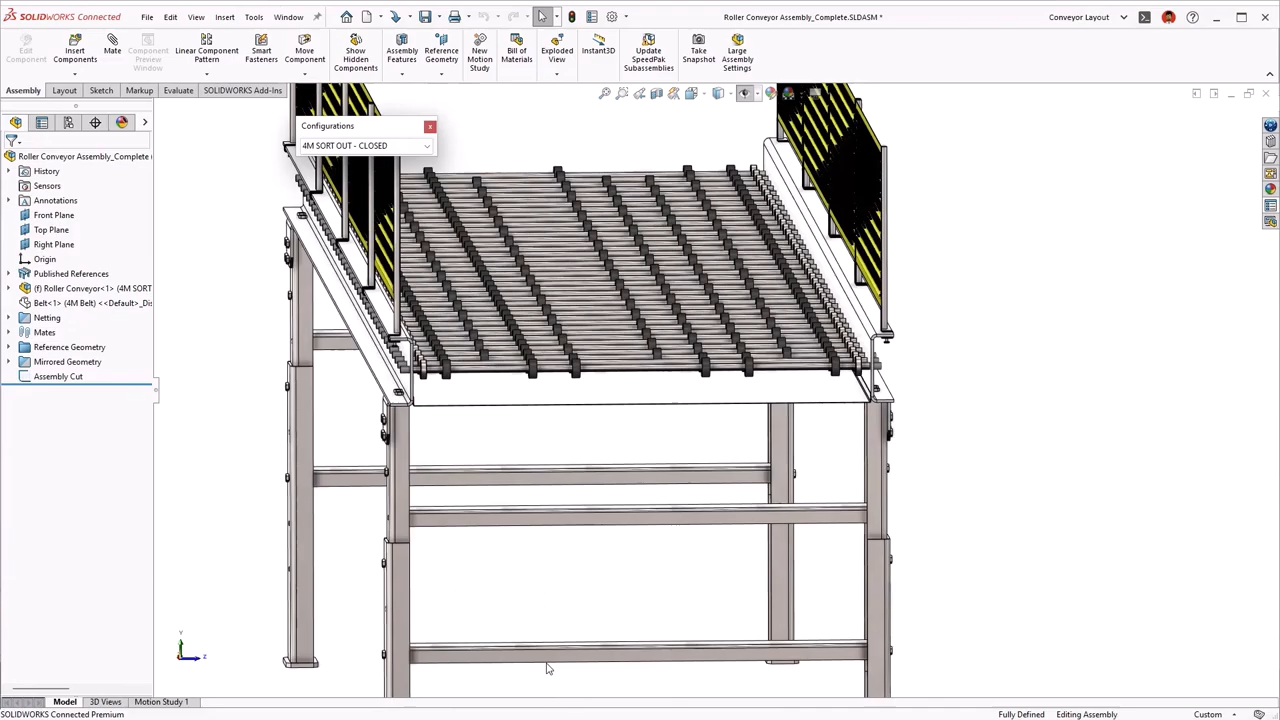 SOLIDWORKS Connected
File
Edit
View
Insert
Tools
Window
Roller Conveyor Assembly_Complete.SLDASM *
Conveyor Layout
Edit Component
Insert Components
Mate
Component Preview Window
Linear Component Pattern
Smart Fasteners
Move Component
Show Hidden Components
Assembly Features
Reference Geometry
New Motion Study
Bill of Materials
Exploded View
Instant3D
Update SpeedPak Subassemblies
Take Snapshot
Large Assembly Settings
Assembly
Layout
Sketch
Markup
Evaluate
SOLIDWORKS Add-Ins
Configurations
4M SORT OUT - CLOSED
Roller Conveyor Assembly_Complete
History
Sensors
Annotations
Front Plane
Top Plane
Right Plane
Origin
Published References
(f) Roller Conveyor<1> (4M SORT
Belt<1> (4M Belt) <<Default>_Dis
Netting
Mates
Reference Geometry
Mirrored Geometry
Assembly Cut
Y
Z
Model
3D Views
Motion Study 1
SOLIDWORKS Connected Premium
Fully Defined
Editing Assembly
Custom